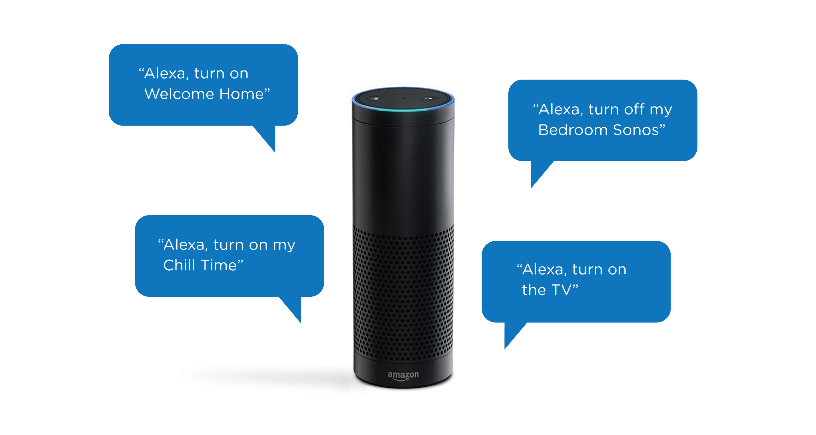 “Alexa, turn on
Welcome Home”
“Alexa, turn off my
Bedroom Sonos”
“Alexa, turn on my
Chill Time”
“Alexa, turn on
the TV”
amazon